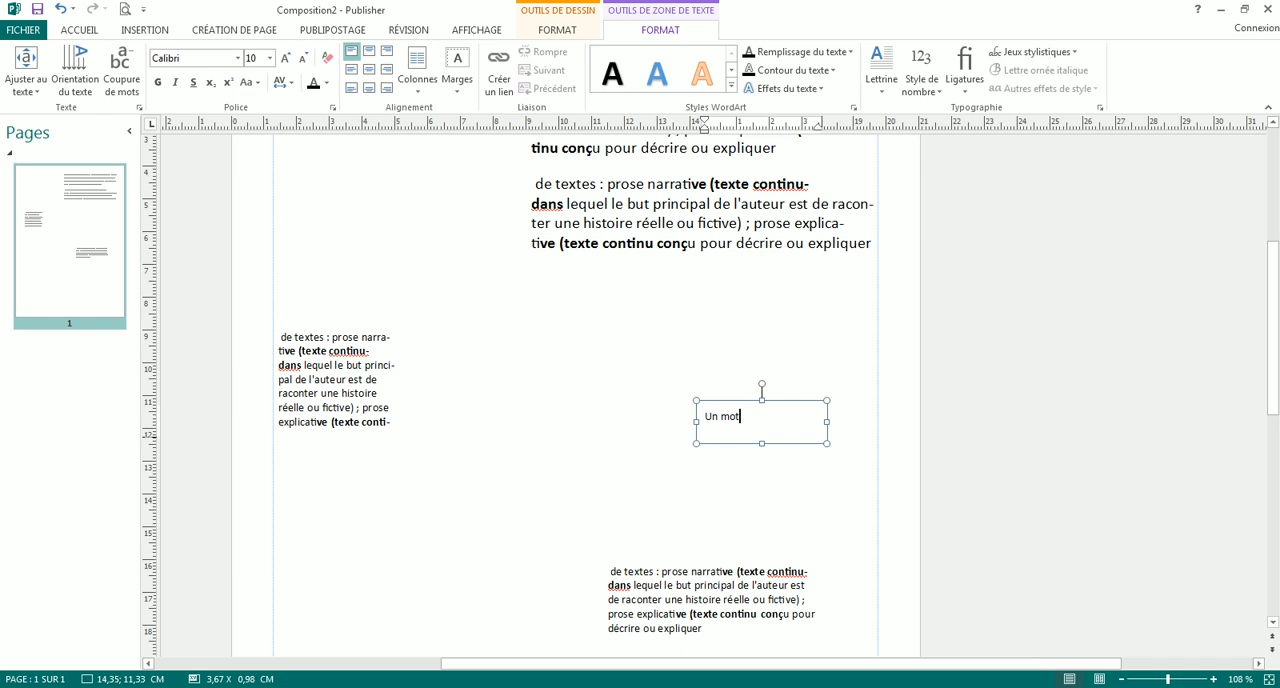 Composition2 - Publisher
OUTILS DE DESSIN
OUTILS DE ZONE DE TEXTE
?
FICHIER ACCUEIL INSERTION CRÉATION DE PAGE PUBLIPOSTAGE RÉVISION AFFICHAGE FORMAT FORMAT
Connexion
Ajuster au texte
Orientation du texte
Coupure de mots
Texte
Calibri 10
G I S x₂ x² Aa
Police
Alignement
Colonnes
Marges
Créer un lien
Rompre
Suivant
Précédent
Liaison
A A A
Styles WordArt
Remplissage du texte
Contour du texte
Effets du texte
Lettrine
Style de nombre
Ligatures
Jeux stylistiques
Lettre ornée italique
Autres effets de style
Typographie
Pages
1
tinu conçu pour décrire ou expliquer
de textes : prose narrative (texte continu-
dans lequel le but principal de l'auteur est de racon-
ter une histoire réelle ou fictive) ; prose explica-
tive (texte continu conçu pour décrire ou expliquer
de textes : prose narra-
tive (texte continu-
dans lequel le but princi-
pal de l'auteur est de
raconter une histoire
réelle ou fictive) ; prose
explicative (texte conti-
Un mot
de textes : prose narrative (texte continu-
dans lequel le but principal de l'auteur est
de raconter une histoire réelle ou fictive) ;
prose explicative (texte continu conçu pour
décrire ou expliquer
PAGE : 1 SUR 1 14,35; 11,33 CM 3,67 X 0,98 CM 108 %